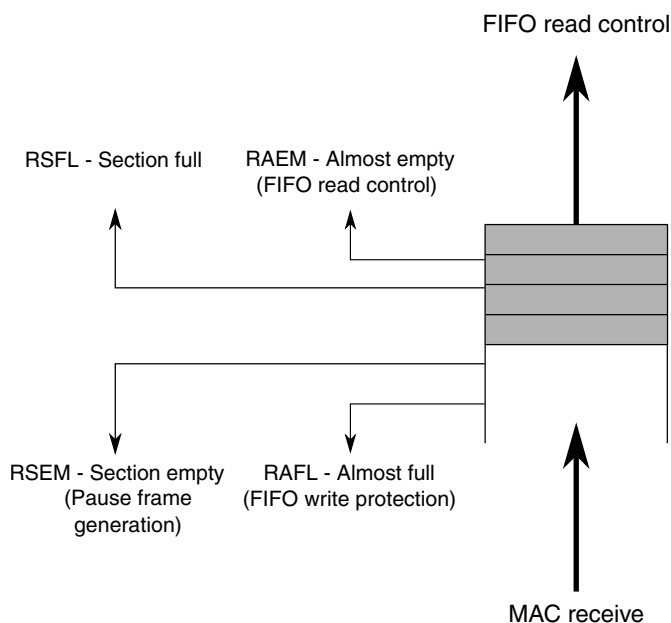 FIFO read control
RSFL - Section full
RAEM - Almost empty
(FIFO read control)
RSEM - Section empty
(Pause frame
generation)
RAFL - Almost full
(FIFO write protection)
MAC receive